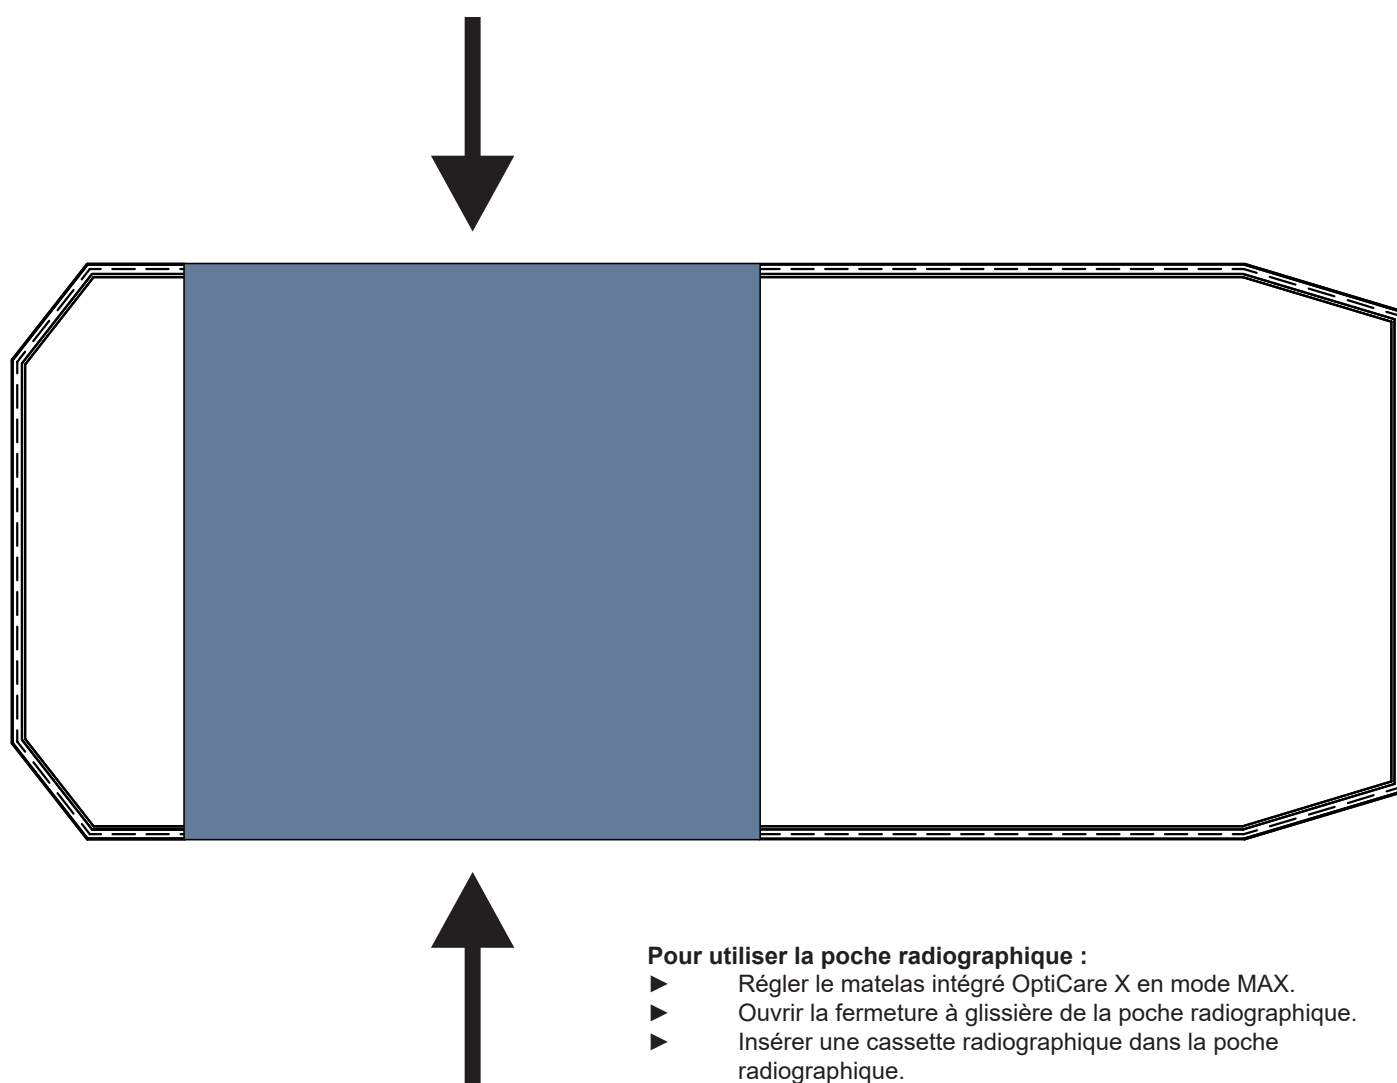 Pour utiliser la poche radiographique :
► Régler le matelas intégré OptiCare X en mode MAX.
► Ouvrir la fermeture à glissière de la poche radiographique.
► Insérer une cassette radiographique dans la poche
radiographique.